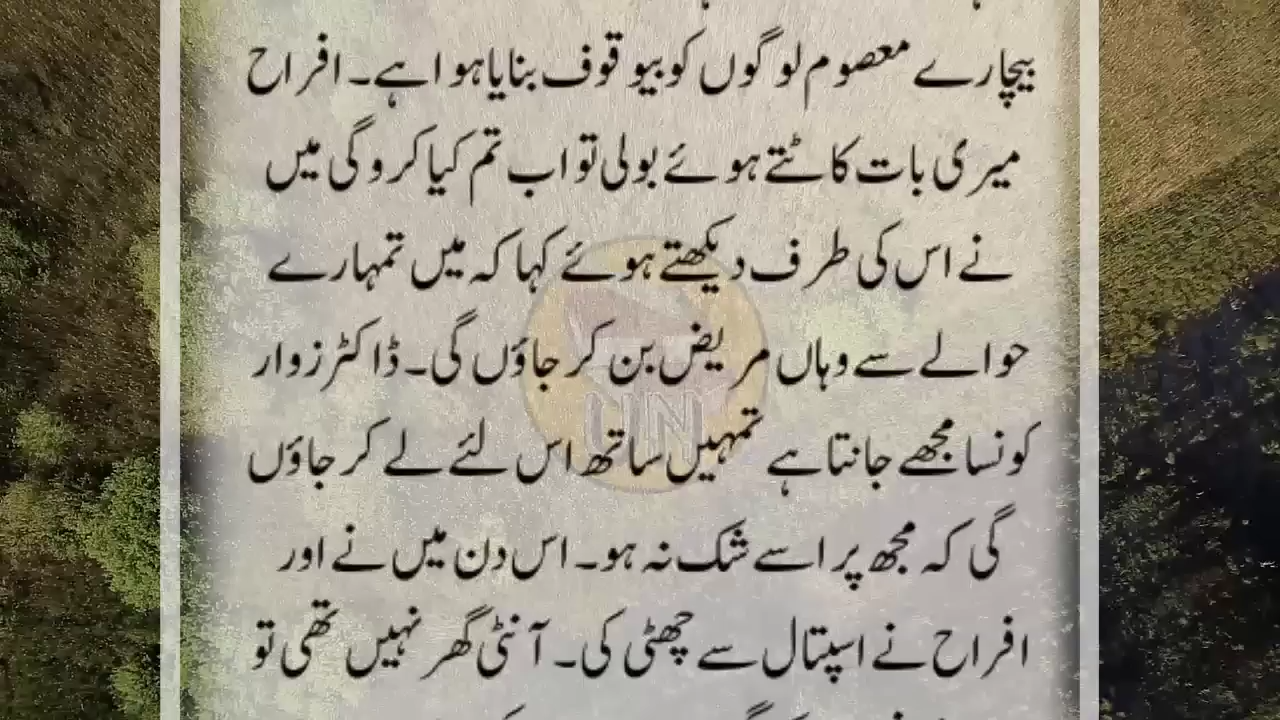 بیچارے معصوم لوگوں کو بیوقوف بنایا ہوا ہے۔ افراح
میری بات کاٹتے ہوئے بولی تو اب تم کیا کرو گی میں
نے اس کی طرف دیکھتے ہوئے کہا کہ میں تمہارے
حوالے سے وہاں مریض بن کر جاؤں گی۔ ڈاکٹر زوار
کونسا مجھے جانتا ہے تمہیں ساتھ اس لئے لے کر جاؤں
گی کہ مجھ پر اسے شک نہ ہو۔ اس دن میں نے اور
افراح نے اسپتال سے چھٹی کی۔ آنٹی گھر نہیں تھی تو
UN